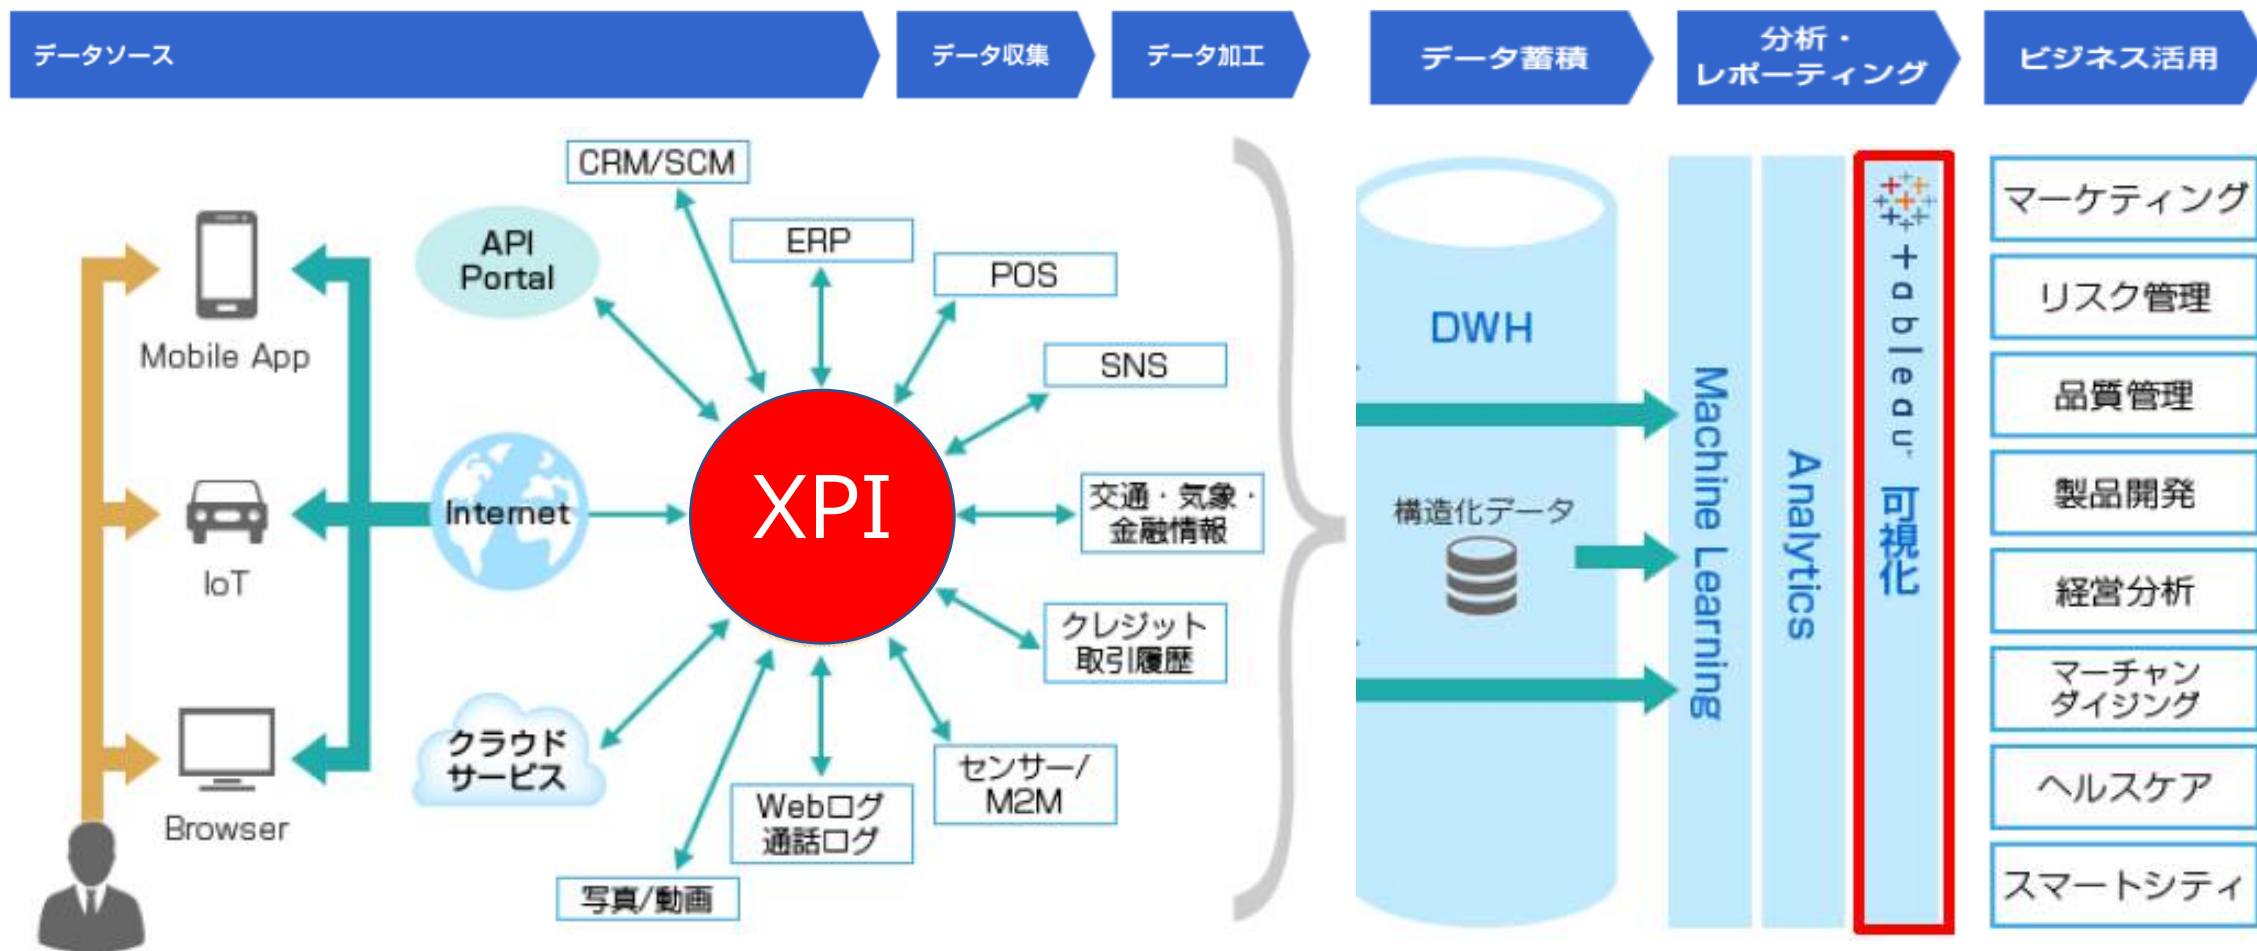 データソース
データ収集
データ加工
データ蓄積
分析・
レポーティング
ビジネス活用
CRM/SCM
API
Portal
ERP
POS
SNS
Mobile App
Internet
XPI
交通・気象・
金融情報
IoT
クレジット
取引履歴
クラウド
サービス
センサー/
M2M
Webログ
通話ログ
Browser
写真/動画
DWH
構造化データ
Machine Learning
Analytics
+ableau
可視化
マーケティング
リスク管理
品質管理
製品開発
経営分析
マーチャン
ダイジング
ヘルスケア
スマートシティ